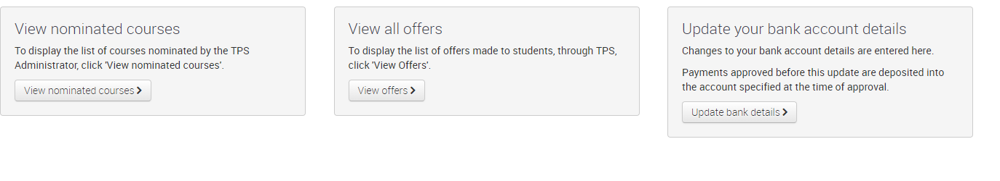 View nominated courses
To display the list of courses nominated by the TPS
Administrator, click 'View nominated courses'.
View nominated courses
View all offers
To display the list of offers made to students, through TPS,
click 'View Offers'.
View offers
Update your bank account details
Changes to your bank account details are entered here.
Payments approved before this update are deposited into
the account specified at the time of approval.
Update bank details